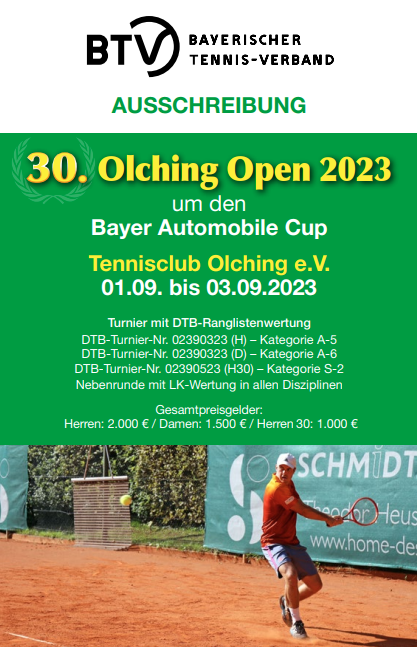 BTV BAYERISCHER
TENNIS-VERBAND
AUSSCHREIBUNG
30. Olching Open 2023
um den
Bayer Automobile Cup
Tennisclub Olching e.V.
01.09. bis 03.09.2023
Turnier mit DTB-Ranglistenwertung
DTB-Turnier-Nr. 02390323 (H) – Kategorie A-5
DTB-Turnier-Nr. 02390323 (D) – Kategorie A-6
DTB-Turnier-Nr. 02390523 (H30) – Kategorie S-2
Nebenrunde mit LK-Wertung in allen Disziplinen
Gesamtpreisgelder:
Herren: 2.000 € / Damen: 1.500 € / Herren 30: 1.000 €
SCHMIDT
Theodor Heus
www.home-des